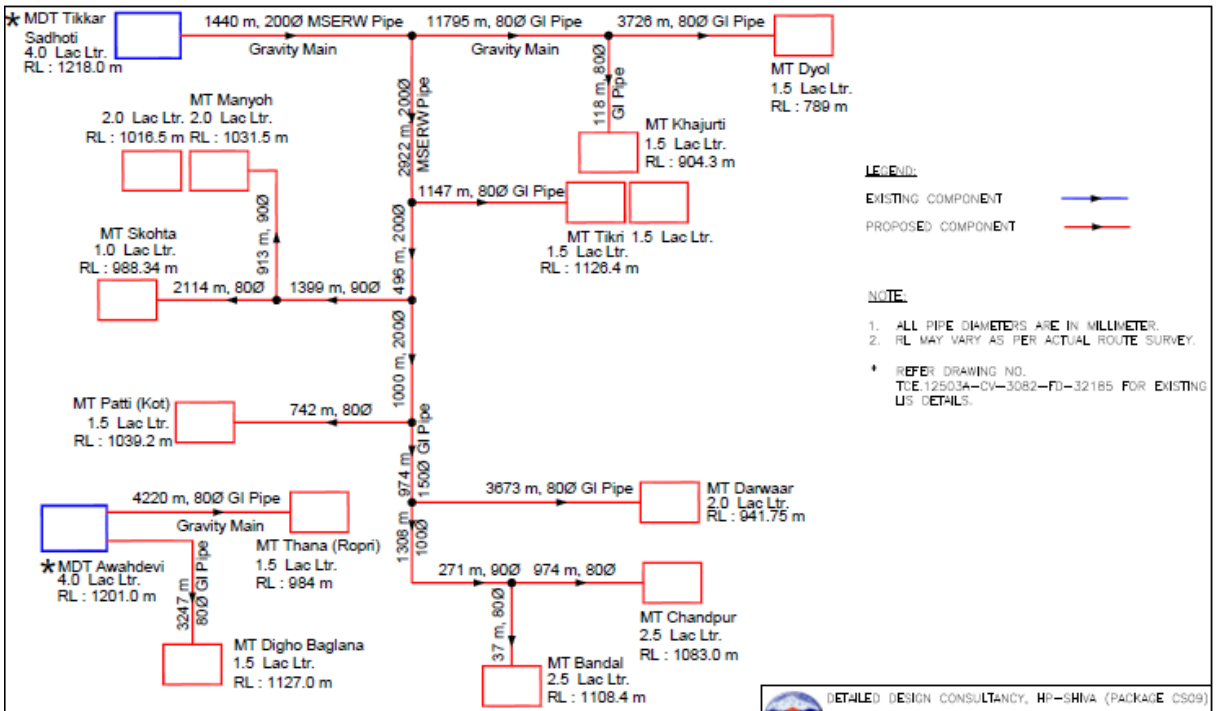 ★ MDT Tikkar
Sadhoti
4.0 Lac Ltr.
RL : 1218.0 m
1440 m, 200Ø MSERW Pipe
Gravity Main
11795 m, 80Ø GI Pipe
Gravity Main
3726 m, 80Ø GI Pipe
MT Dyol
1.5 Lac Ltr.
RL : 789 m
118 m, 80Ø
GI Pipe
MT Khajurti
1.5 Lac Ltr.
RL : 904.3 m
2922 m, 200Ø
MSERW Pipe
MT Manyoh
2.0 Lac Ltr. 2.0 Lac Ltr.
RL : 1016.5 m RL : 1031.5 m
1147 m, 80Ø GI Pipe
MT Tikri 1.5 Lac Ltr.
1.5 Lac Ltr.
RL : 1126.4 m
913 m, 90Ø
496 m, 200Ø
MT Skohta
1.0 Lac Ltr.
RL : 988.34 m
2114 m, 80Ø
1399 m, 90Ø
1000 m, 200Ø
MT Patti (Kot)
1.5 Lac Ltr.
RL : 1039.2 m
742 m, 80Ø
974 m
150Ø GI Pipe
3673 m, 80Ø GI Pipe
MT Darwaar
2.0 Lac Ltr.
RL : 941.75 m
1308 m
100Ø
271 m, 90Ø
974 m, 80Ø
MT Chandpur
2.5 Lac Ltr.
RL : 1083.0 m
37 m, 80Ø
MT Bandal
2.5 Lac Ltr.
RL : 1108.4 m
4220 m, 80Ø GI Pipe
Gravity Main
MT Thana (Ropri)
1.5 Lac Ltr.
RL : 984 m
★ MDT Awahdevi
4.0 Lac Ltr.
RL : 1201.0 m
3247 m
80Ø GI Pipe
MT Digho Baglana
1.5 Lac Ltr.
RL : 1127.0 m
LEGEND:
EXISTING COMPONENT
PROPOSED COMPONENT
NOTE:
1. ALL PIPE DIAMETERS ARE IN MILLIMETER.
2. RL MAY VARY AS PER ACTUAL ROUTE SURVEY.
* REFER DRAWING NO.
TCE.12503A-CV-3082-FD-32185 FOR EXISTING
LIS DETAILS.
DETAILED DESIGN CONSULTANCY, HP-SHIVA (PACKAGE CS09)